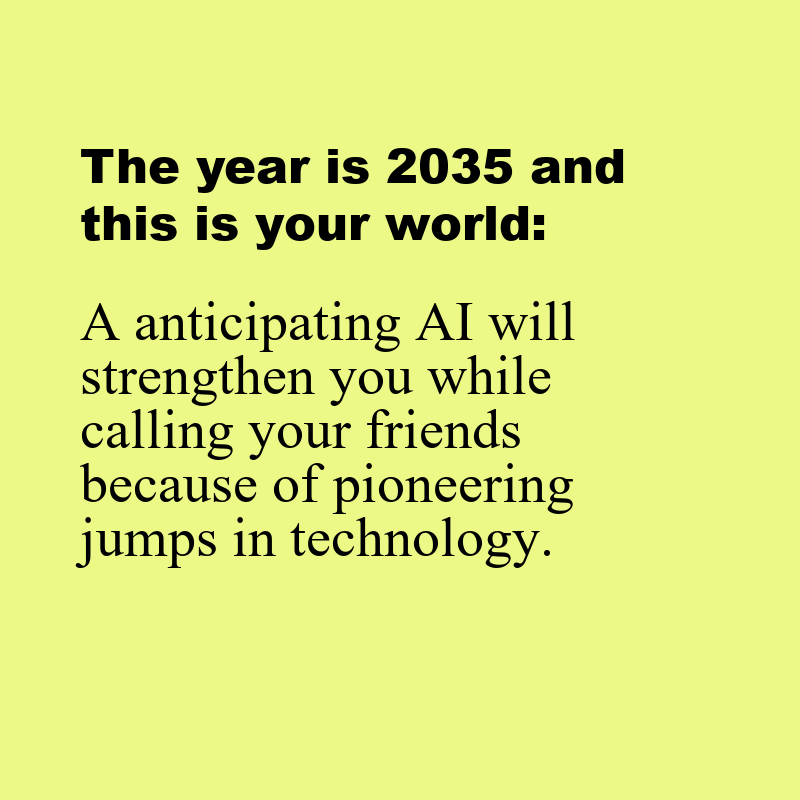 The year is 2035 and
this is your world:
A anticipating AI will
strengthen you while
calling your friends
because of pioneering
jumps in technology.